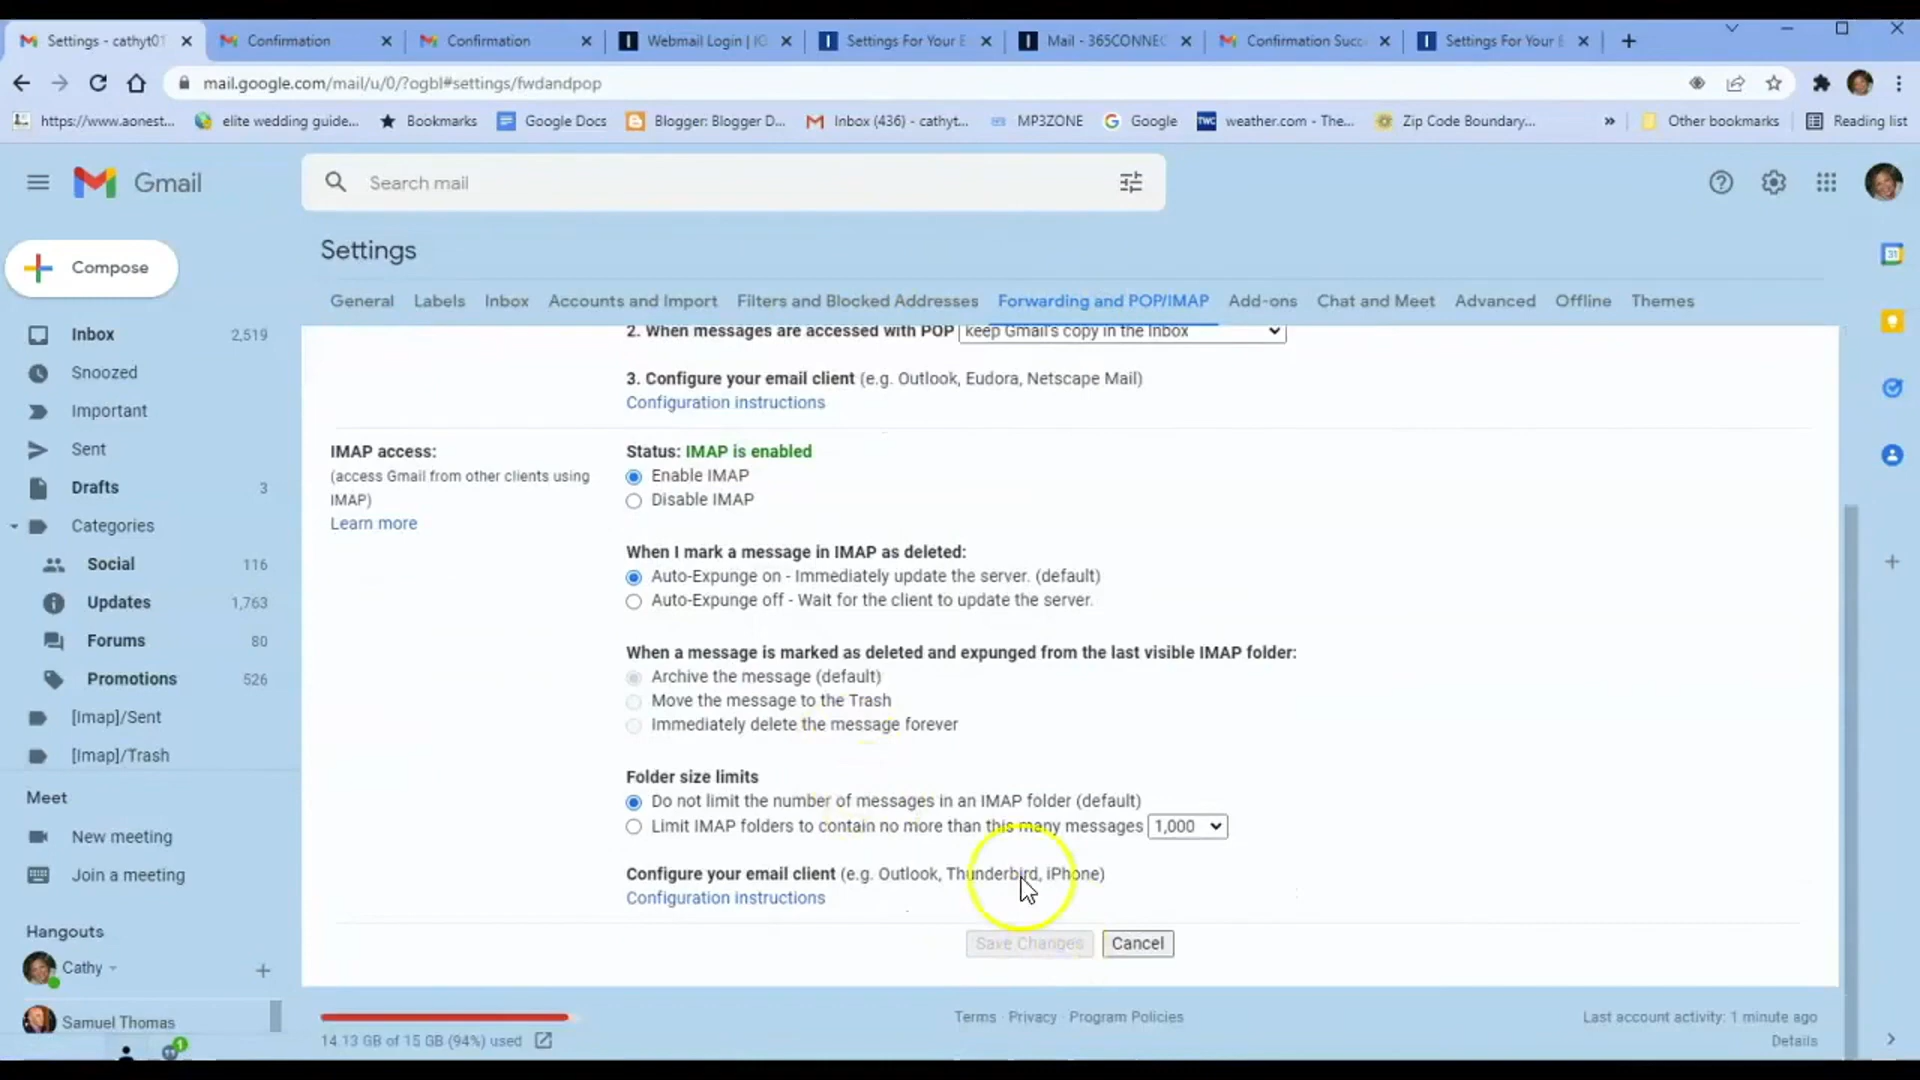 Settings - cathyt01
Confirmation
Confirmation
Webmail Login | IO
Settings For Your E
Mail - 365CONNEC
Confirmation Succ
Settings For Your E
mail.google.com/mail/u/0/?ogbl#settings/fwdandpop
https://www.aonest...
elite wedding guide...
Bookmarks
Google Docs
Blogger: Blogger D...
Inbox (436) - cathyt...
MP3ZONE
Google
weather.com - The...
Zip Code Boundary...
»
Other bookmarks
Reading list
Gmail
Search mail
Settings
Compose
General
Labels
Inbox
Accounts and Import
Filters and Blocked Addresses
Forwarding and POP/IMAP
Add-ons
Chat and Meet
Advanced
Offline
Themes
Inbox 2,519
Snoozed
Important
Sent
Drafts 3
Categories
Social 116
Updates 1,763
Forums 80
Promotions 526
[Imap]/Sent
[Imap]/Trash
Meet
New meeting
Join a meeting
Hangouts
Cathy
Samuel Thomas
1
2. When messages are accessed with POP keep Gmail's copy in the Inbox
3. Configure your email client (e.g. Outlook, Eudora, Netscape Mail)
Configuration instructions
IMAP access:
(access Gmail from other clients using
IMAP)
Learn more
Status: IMAP is enabled
Enable IMAP
Disable IMAP
When I mark a message in IMAP as deleted:
Auto-Expunge on - Immediately update the server. (default)
Auto-Expunge off - Wait for the client to update the server.
When a message is marked as deleted and expunged from the last visible IMAP folder:
Archive the message (default)
Move the message to the Trash
Immediately delete the message forever
Folder size limits
Do not limit the number of messages in an IMAP folder (default)
Limit IMAP folders to contain no more than this many messages 1,000
Configure your email client (e.g. Outlook, Thunderbird, iPhone)
Configuration instructions
Save Changes
Cancel
14.13 GB of 15 GB (94%) used
Terms · Privacy · Program Policies
Last account activity: 1 minute ago
Details
31